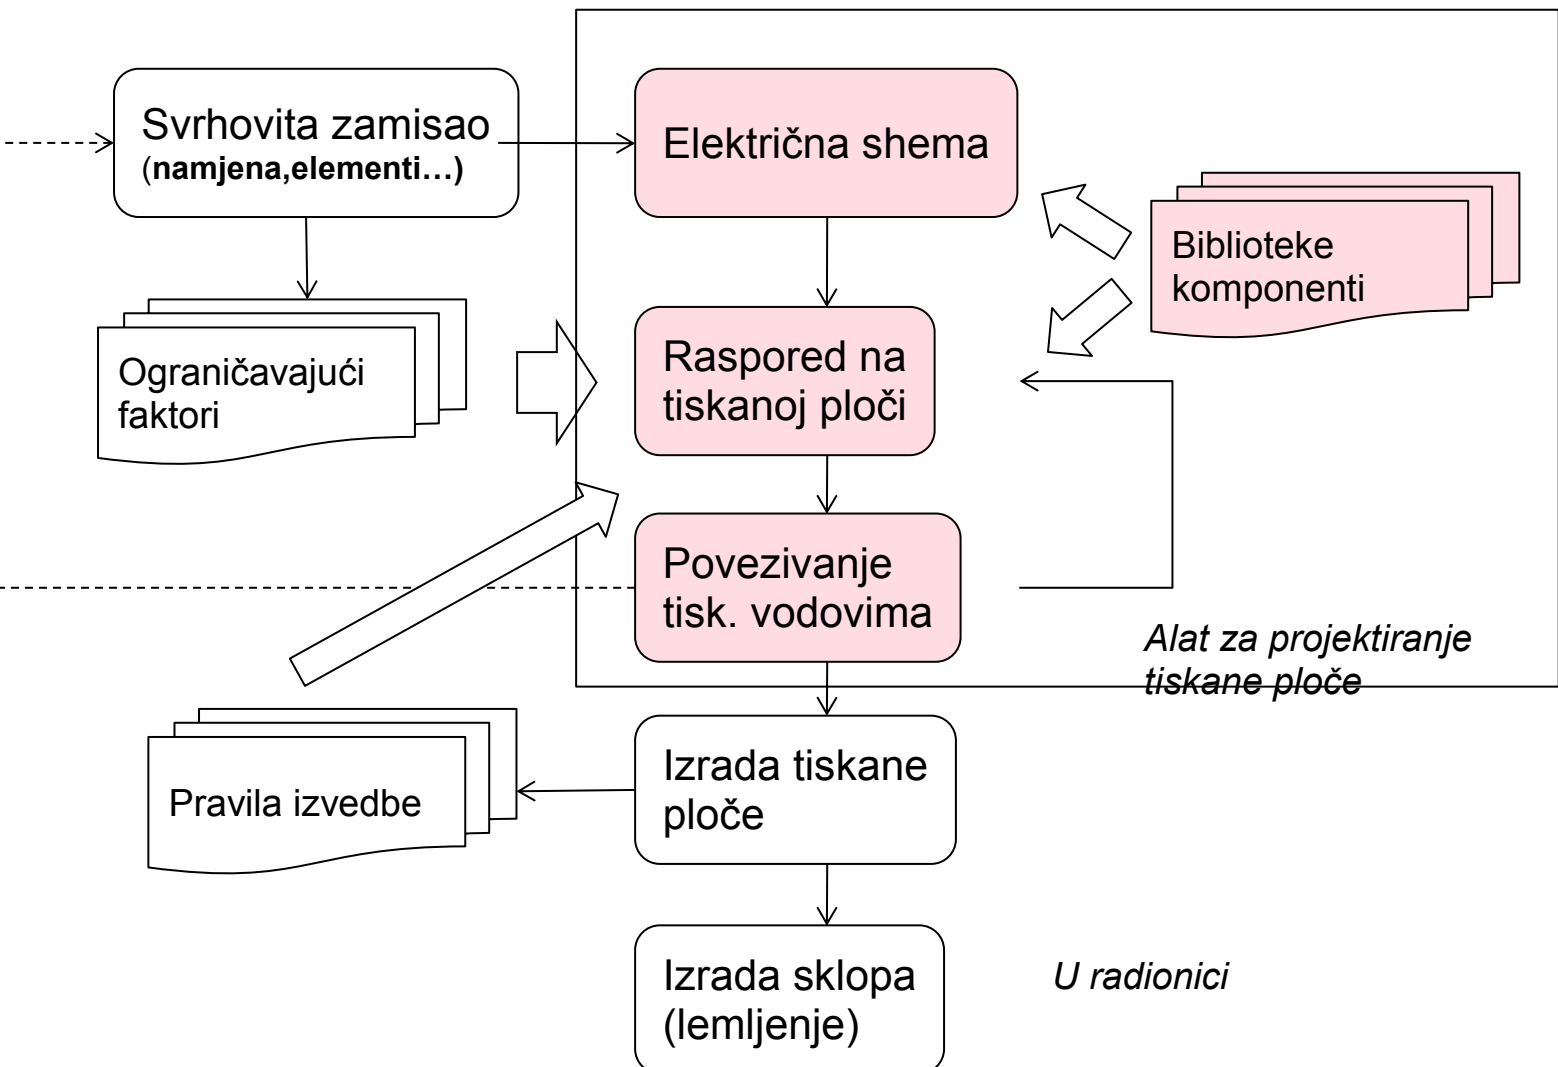 Svrhovita zamisao
(namjena,elementi...)
Električna shema
Biblioteke
komponenti
Ograničavajući
faktori
Raspored na
tiskanoj ploči
Povezivanje
tisk. vodovima
Alat za projektiranje
tiskane ploče
Pravila izvedbe
Izrada tiskane
ploče
Izrada sklopa
(lemljenje)
U radionici